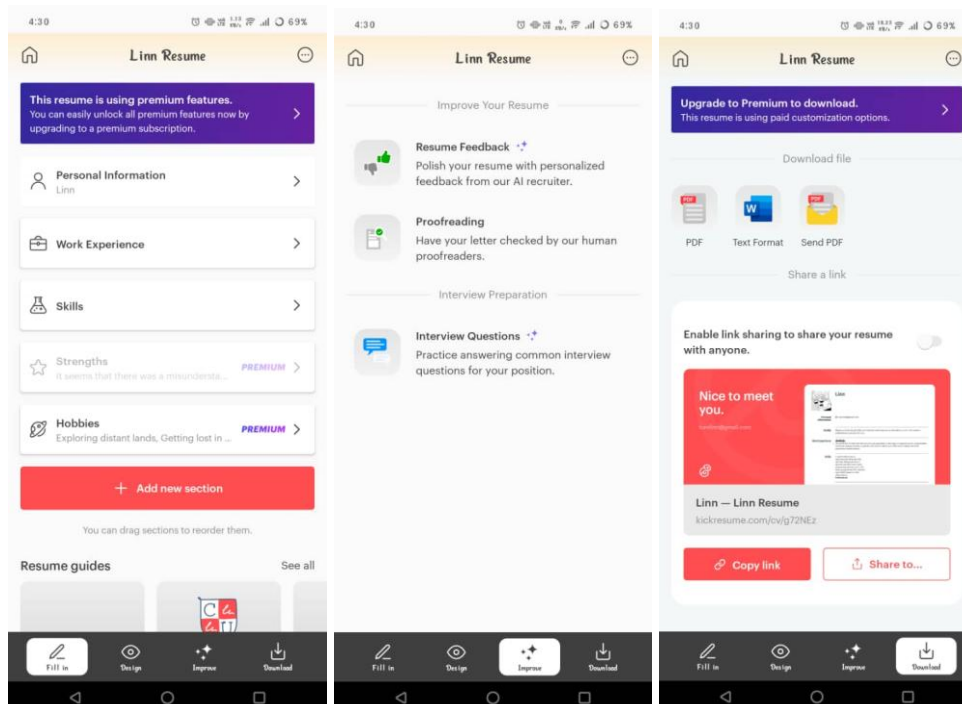 4:30
69%
Linn Resume
This resume is using premium features.
You can easily unlock all premium features now by
upgrading to a premium subscription.
Personal Information
Linn
Work Experience
Skills
Strengths
It seems that there was a misundersta...
PREMIUM
Hobbies
Exploring distant lands, Getting lost in ...
PREMIUM
+ Add new section
You can drag sections to reorder them.
Resume guides
See all
Fill in
Design
Improve
Download
4:30
69%
Linn Resume
Improve Your Resume
Resume Feedback
Polish your resume with personalized
feedback from our AI recruiter.
Proofreading
Have your letter checked by our human
proofreaders.
Interview Preparation
Interview Questions
Practice answering common interview
questions for your position.
Fill in
Design
Improve
Download
4:30
69%
Linn Resume
Upgrade to Premium to download.
This resume is using paid customization options.
Download file
PDF
W
PDF
PDF
Text Format
Send PDF
Share a link
Enable link sharing to share your resume
with anyone.
Nice to meet
you.
Linn
Linn — Linn Resume
kickresume.com/cv/g72NEz
Copy link
Share to...
Fill in
Design
Improve
Download